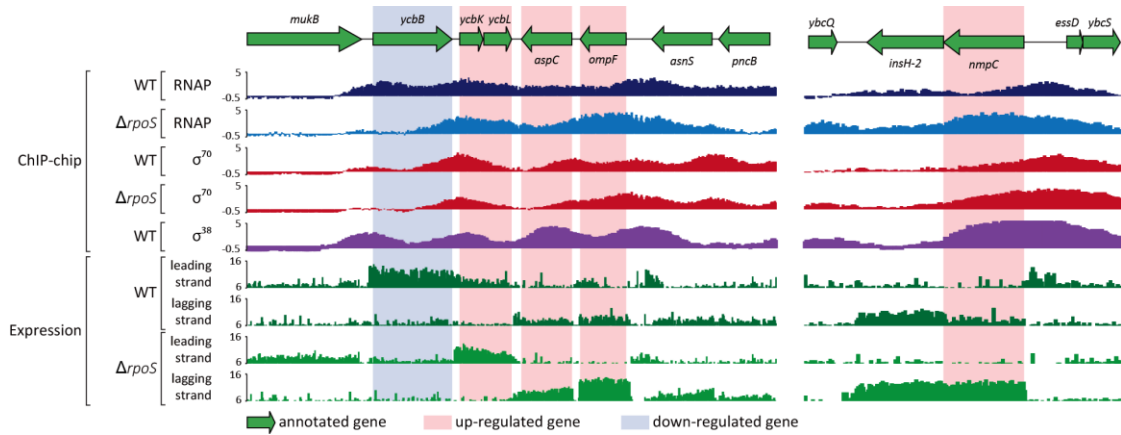 mukB ycbB ycbK ycbL ybcQ essD ybcS
aspC ompF asnS pncB insH-2 nmpC
ChIP-chip
WT RNAP 5 -0.5
ΔrpoS RNAP 5 -0.5
WT σ70 5 -0.5
ΔrpoS σ70 5 -0.5
WT σ38 5 -0.5
Expression
WT
leading strand 16 6
lagging strand 16 6
ΔrpoS
leading strand 16 6
lagging strand 16 6
annotated gene up-regulated gene down-regulated gene